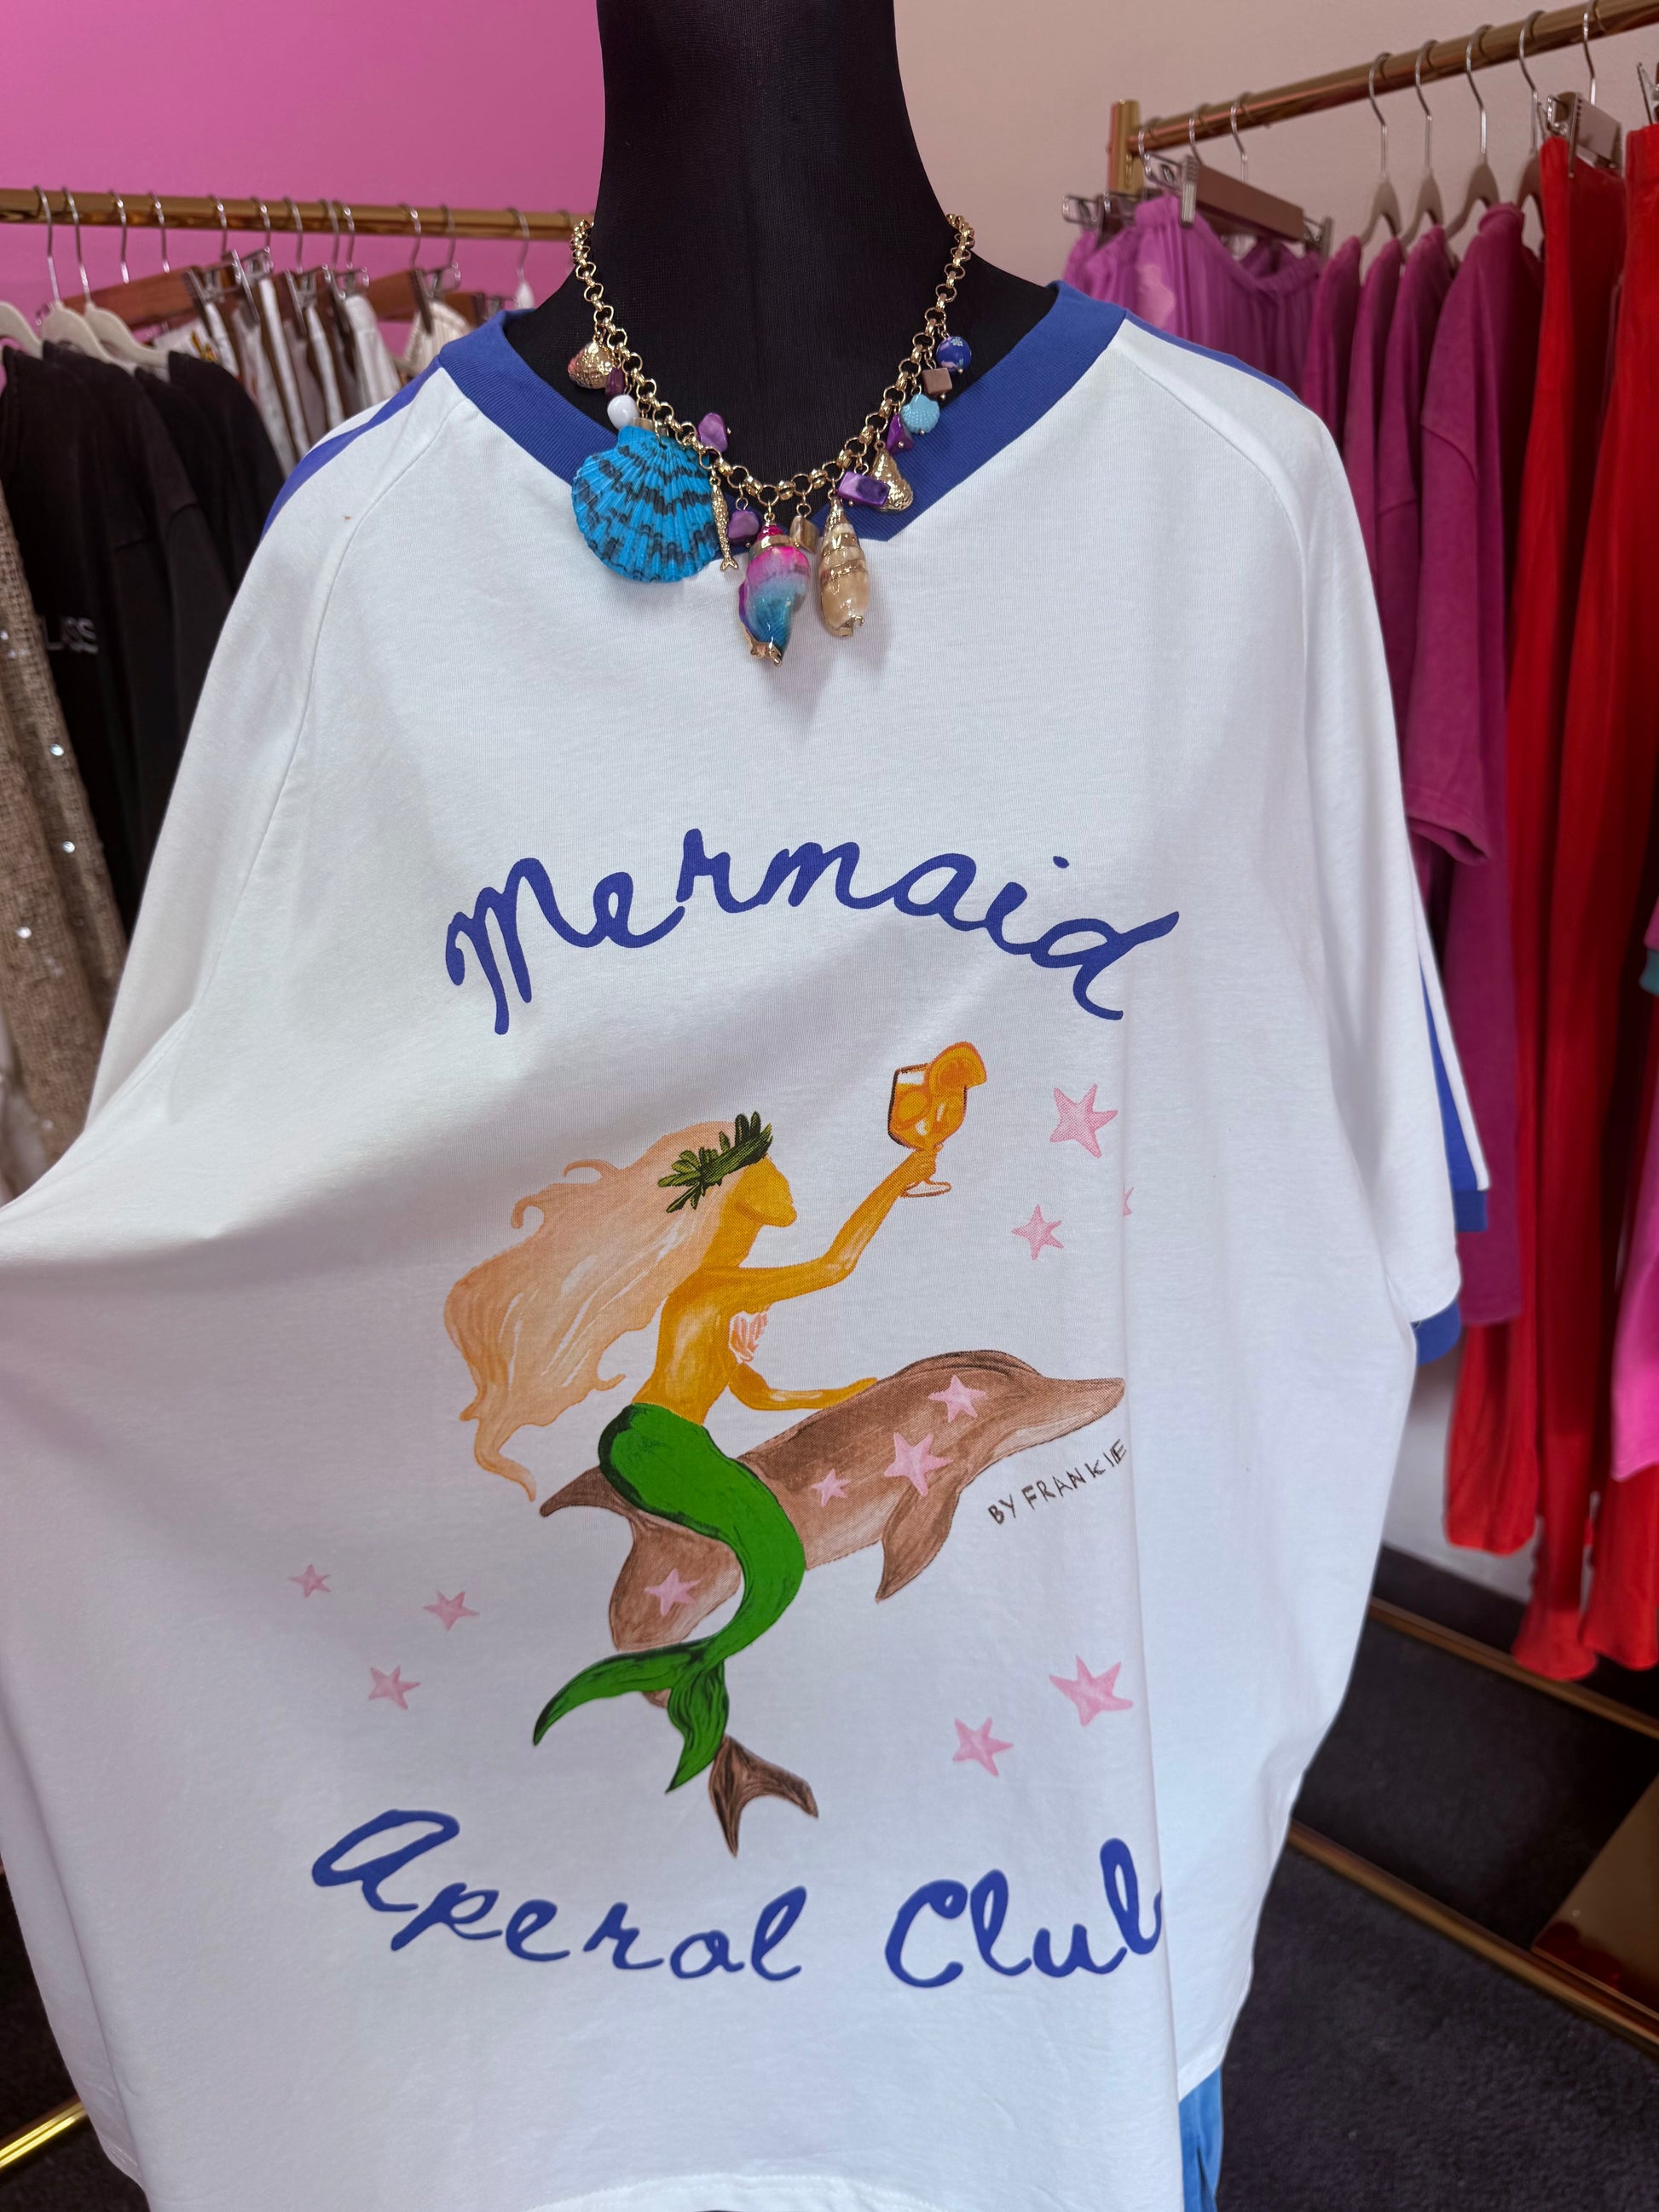 Mermaid
BY FRANKIE
Aperol Club